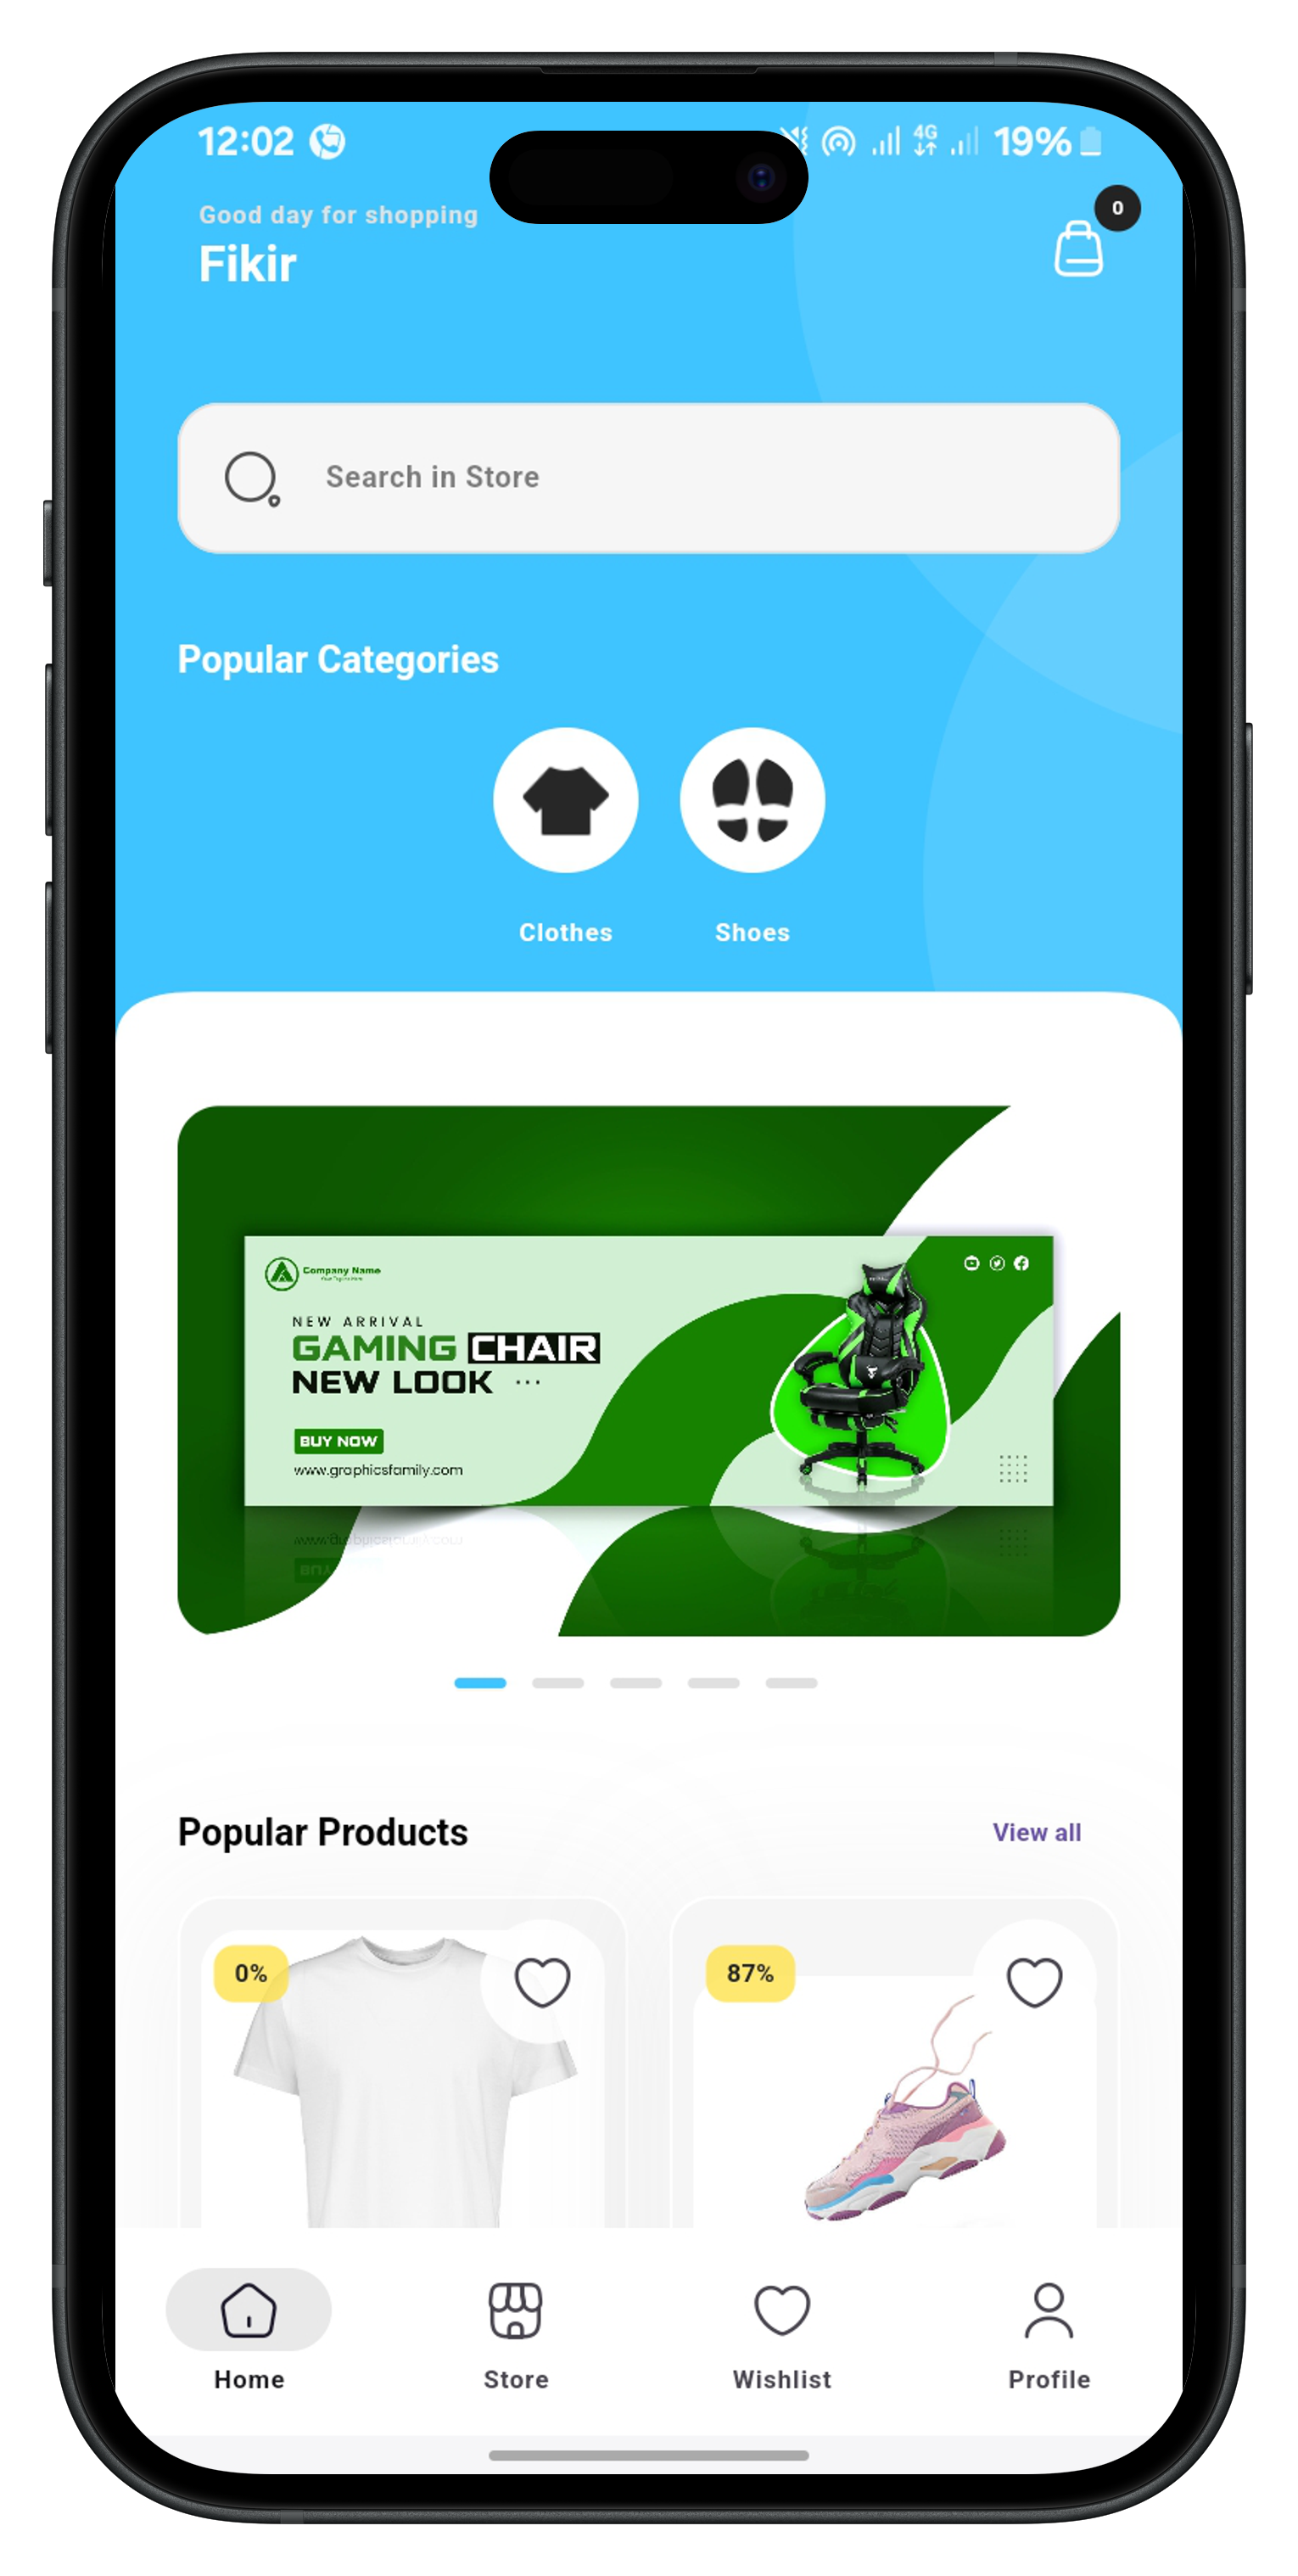 12:02 4G 19%
Good day for shopping
Fikir
0
Search in Store
Popular Categories
Clothes Shoes
Company Name
NEW ARRIVAL
GAMING CHAIR
NEW LOOK ...
BUY NOW
www.graphicsfamily.com
Popular Products View all
0% 87%
Home Store Wishlist Profile